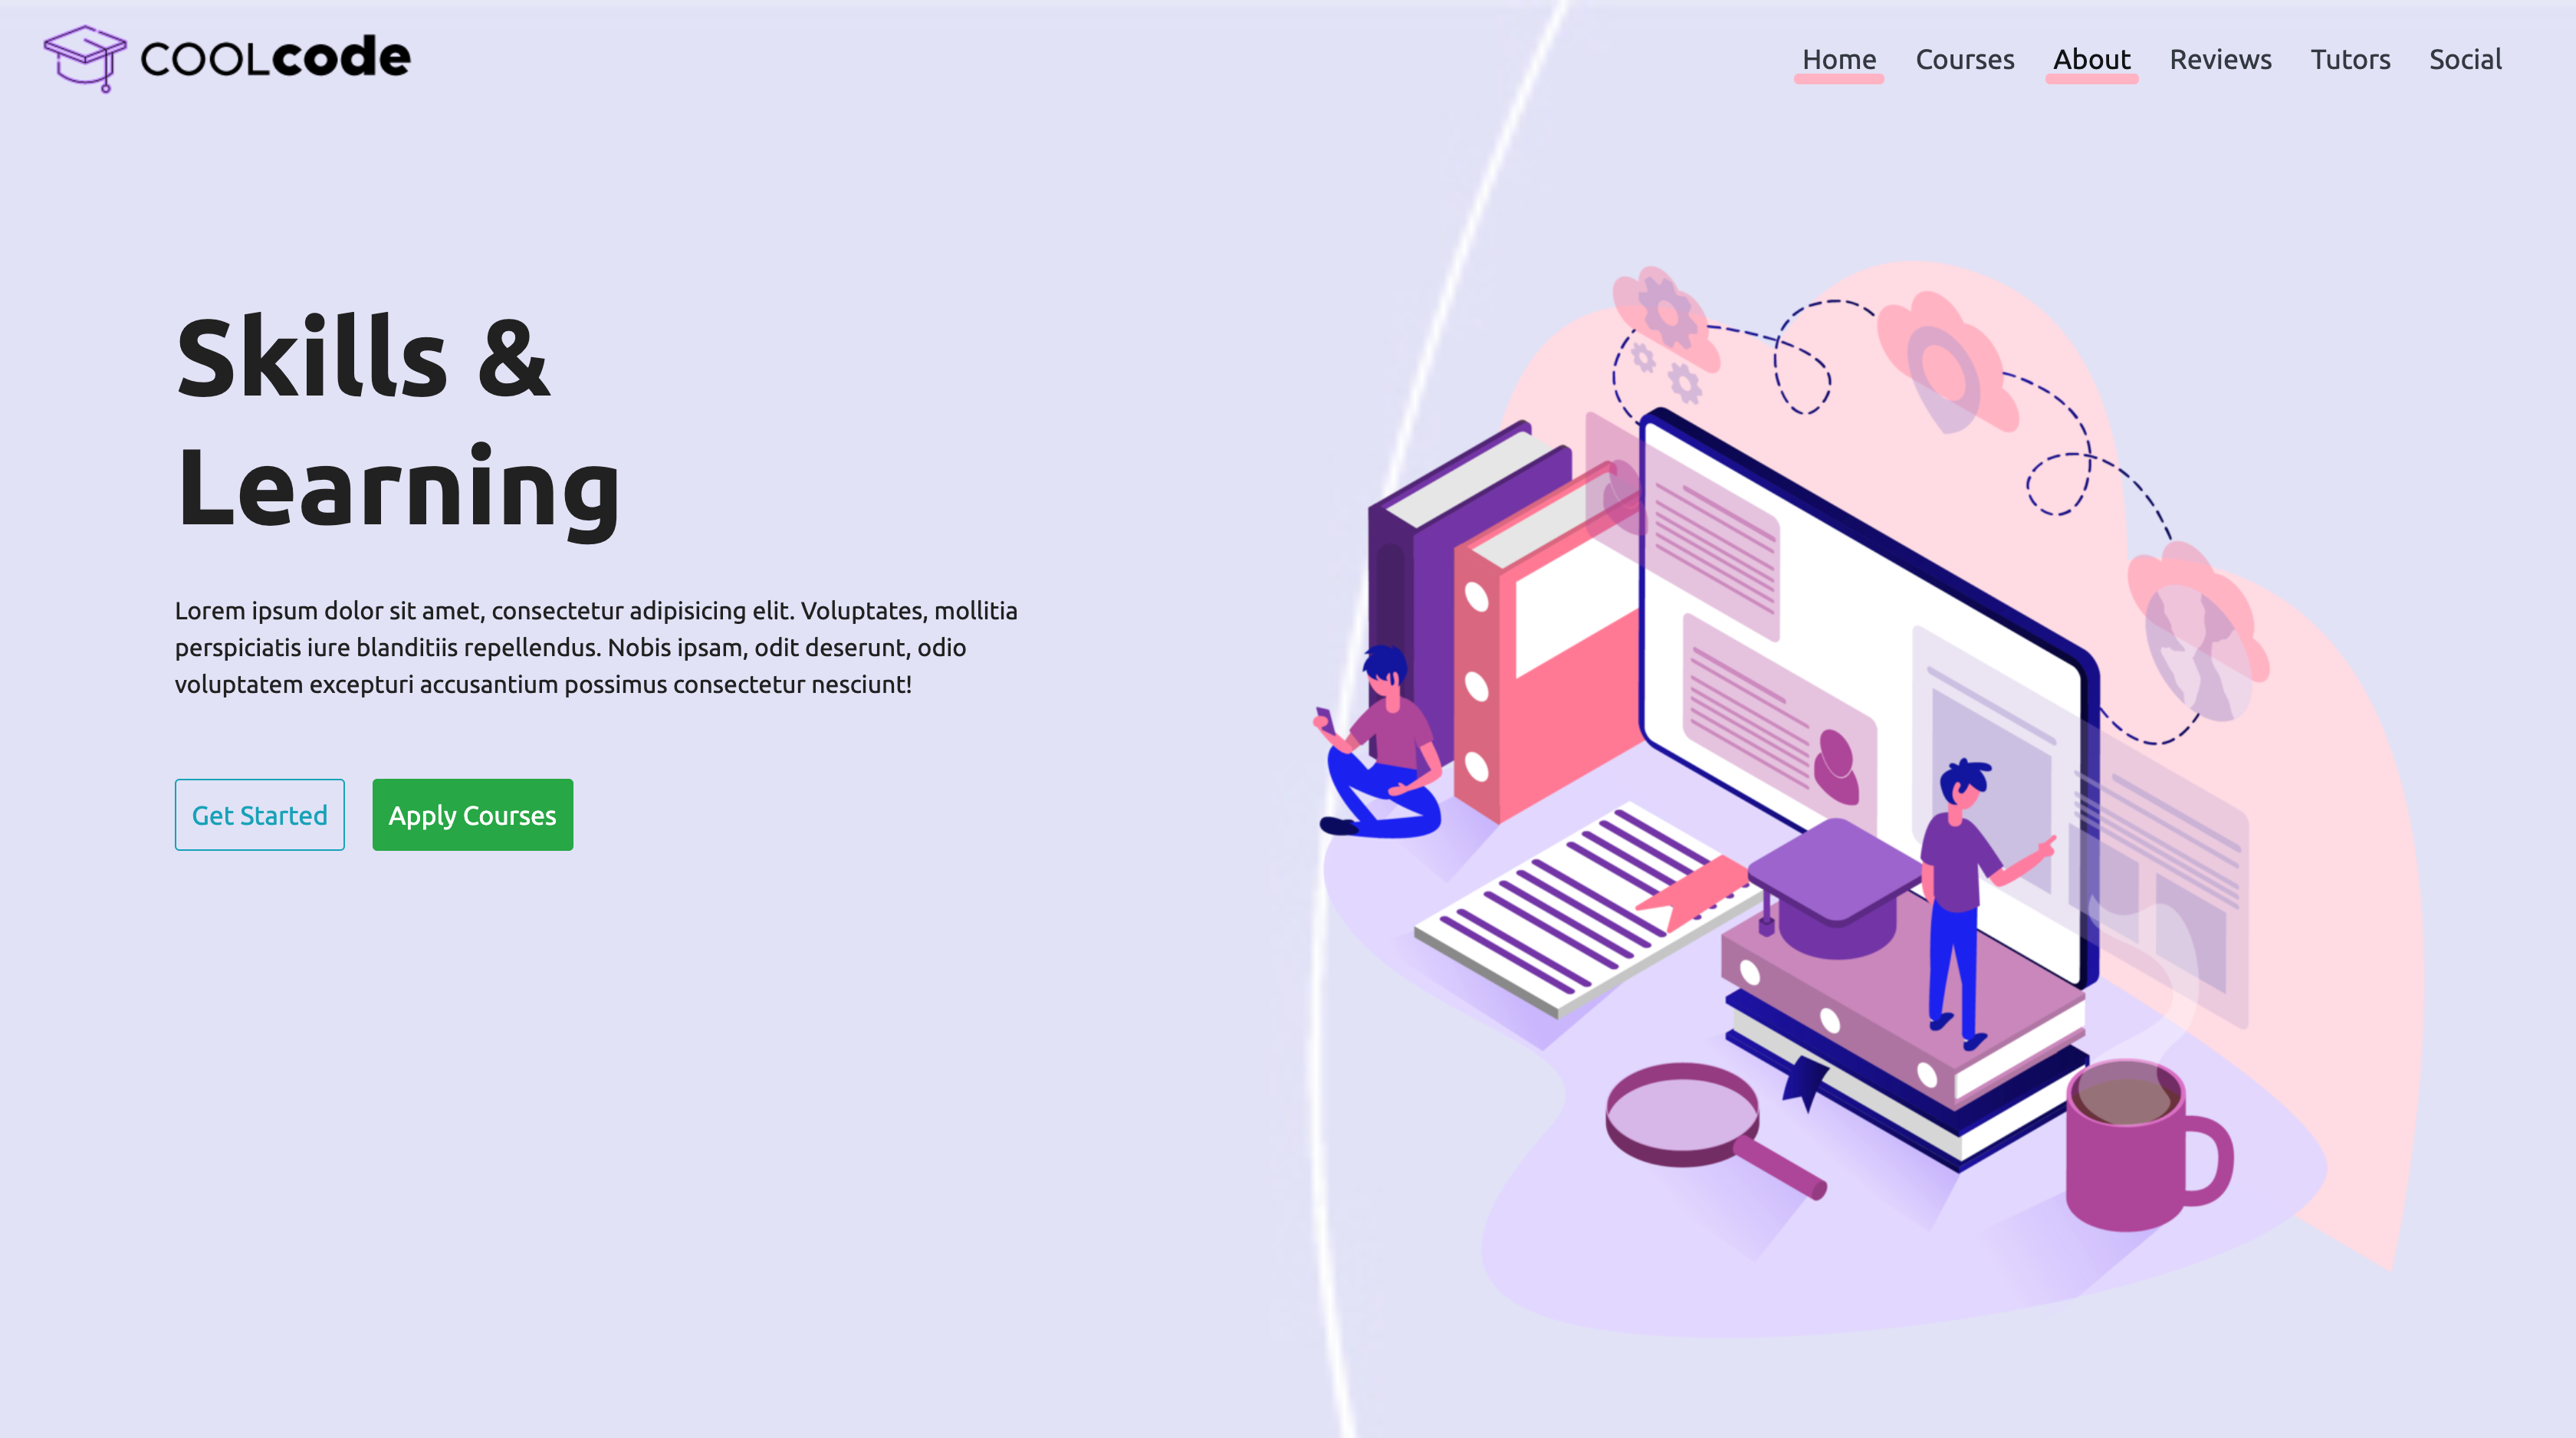 COOLcode
Home Courses About Reviews Tutors Social
Skills &
Learning
Lorem ipsum dolor sit amet, consectetur adipisicing elit. Voluptates, mollitia
perspiciatis iure blanditiis repellendus. Nobis ipsam, odit deserunt, odio
voluptatem excepturi accusantium possimus consectetur nesciunt!
Get Started Apply Courses